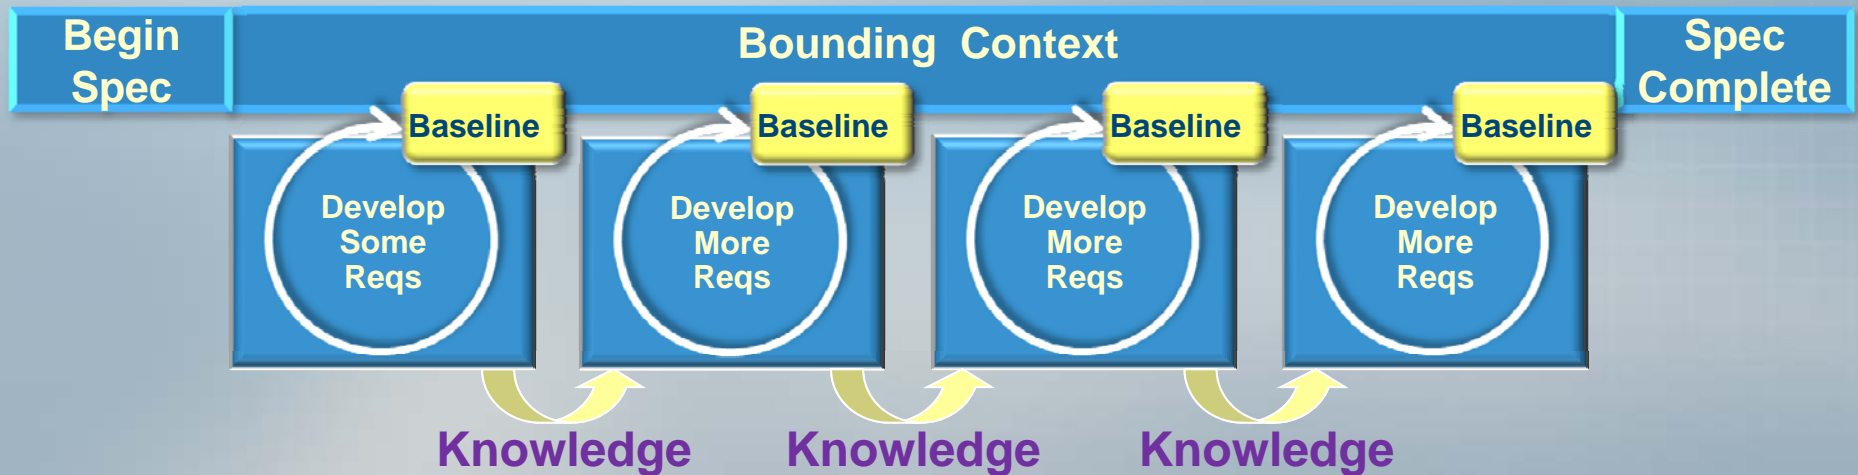 Begin
Spec
Bounding Context
Spec
Complete
Baseline
Baseline
Baseline
Baseline
Develop
Some
Reqs
Develop
More
Reqs
Develop
More
Reqs
Develop
More
Reqs
Knowledge
Knowledge
Knowledge